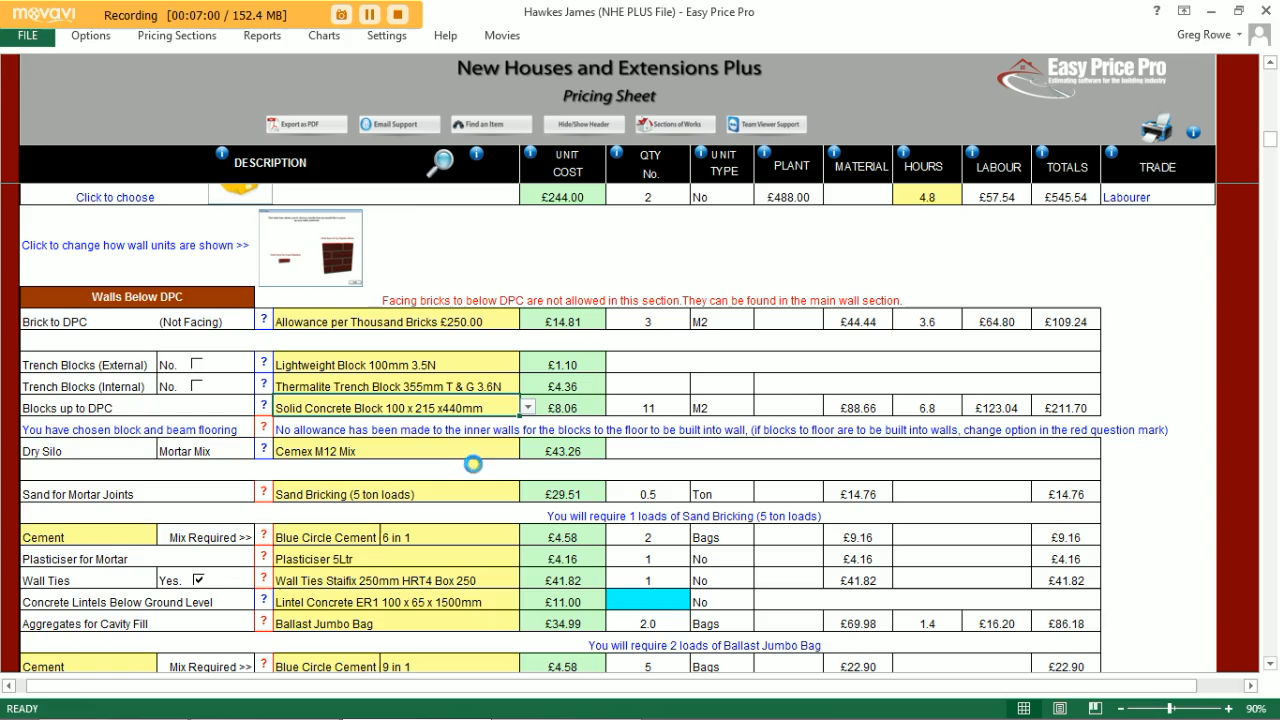 movavi Recording [00:07:00 / 152.4 MB]
Hawkes James (NHE PLUS File) - Easy Price Pro
FILE Options Pricing Sections Reports Charts Settings Help Movies Greg Rowe
New Houses and Extensions Plus
Easy Price Pro
Estimating software for the building industry
Pricing Sheet
Export as PDF Email Support Find an Item Hide/Show Header Sections of Works Team Viewer Support
DESCRIPTION UNIT COST QTY No. UNIT TYPE PLANT MATERIAL HOURS LABOUR TOTALS TRADE
Click to choose £244.00 2 No £488.00 4.8 £57.54 £545.54 Labourer
Click to change how wall units are shown >>
Walls Below DPC
Facing bricks to below DPC are not allowed in this section.They can be found in the main wall section.
Brick to DPC (Not Facing) ? Allowance per Thousand Bricks £250.00 £14.81 3 M2 £44.44 3.6 £64.80 £109.24
Trench Blocks (External) No. ? Lightweight Block 100mm 3.5N £1.10
Trench Blocks (Internal) No. ? Thermalite Trench Block 355mm T & G 3.6N £4.36
Blocks up to DPC ? Solid Concrete Block 100 x 215 x440mm £8.06 11 M2 £88.66 6.8 £123.04 £211.70
You have chosen block and beam flooring ? No allowance has been made to the inner walls for the blocks to the floor to be built into wall, (if blocks to floor are to be built into walls, change option in the red question mark)
Dry Silo Mortar Mix ? Cemex M12 Mix £43.26
Sand for Mortar Joints ? Sand Bricking (5 ton loads) £29.51 0.5 Ton £14.76 £14.76
You will require 1 loads of Sand Bricking (5 ton loads)
Cement Mix Required >> ? Blue Circle Cement 6 in 1 £4.58 2 Bags £9.16 £9.16
Plasticiser for Mortar ? Plasticiser 5Ltr £4.16 1 No £4.16 £4.16
Wall Ties Yes. ? Wall Ties Staifix 250mm HRT4 Box 250 £41.82 1 No £41.82 £41.82
Concrete Lintels Below Ground Level ? Lintel Concrete ER1 100 x 65 x 1500mm £11.00 No
Aggregates for Cavity Fill ? Ballast Jumbo Bag £34.99 2.0 Bags £69.98 1.4 £16.20 £86.18
You will require 2 loads of Ballast Jumbo Bag
Cement Mix Required >> ? Blue Circle Cement 9 in 1 £4.58 5 Bags £22.90 £22.90
READY 90%